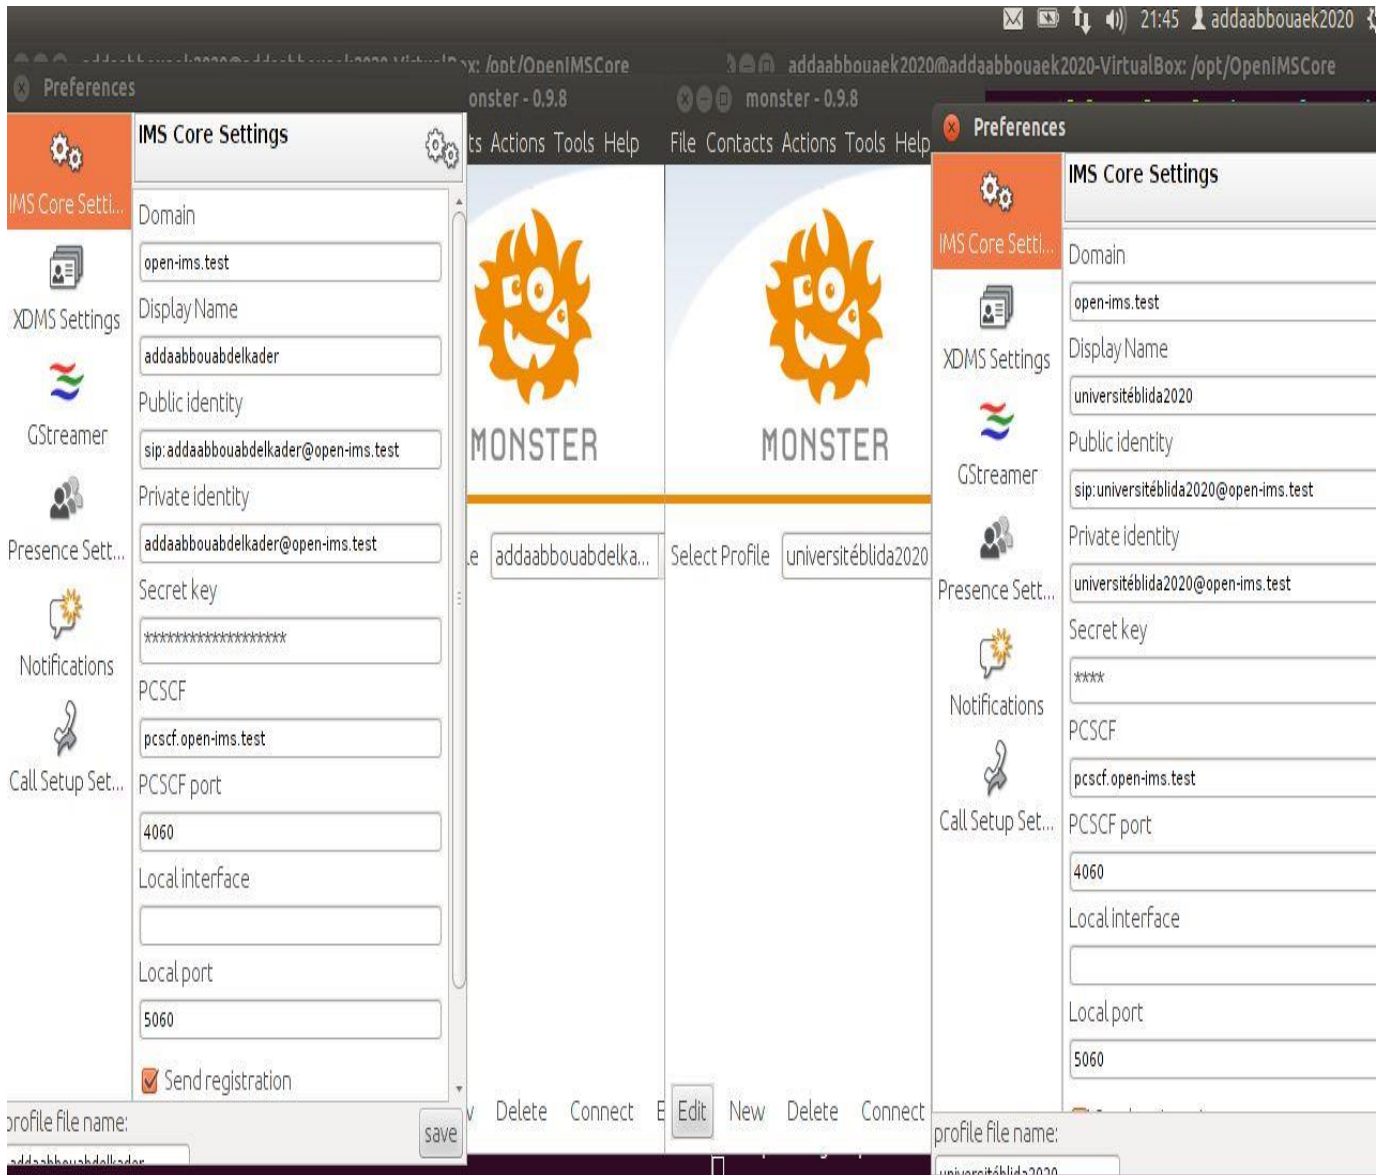 21:45 addaabbouaek2020
/opt/OpenIMSCore
addaabbouaek2020@addaabbouaek2020-VirtualBox: /opt/OpenIMSCore
Preferences
IMS Core Setti...
XDMS Settings
GStreamer
Presence Sett...
Notifications
Call Setup Set...
IMS Core Settings
Domain
open-ims.test
Display Name
addaabbouabdelkader
Public identity
sip:addaabbouabdelkader@open-ims.test
Private identity
addaabbouabdelkader@open-ims.test
Secret key
*******************
PCSCF
pcscf.open-ims.test
PCSCF port
4060
Local interface
Local port
5060
Send registration
profile file name:
addaabbouabdelkader
save
onster - 0.9.8
ts Actions Tools Help
MONSTER
le addaabbouabdelka...
Delete Connect E
monster - 0.9.8
File Contacts Actions Tools Help
MONSTER
Select Profile universitéblida2020
Edit New Delete Connect
Preferences
IMS Core Setti...
XDMS Settings
GStreamer
Presence Sett...
Notifications
Call Setup Set...
IMS Core Settings
Domain
open-ims.test
Display Name
universitéblida2020
Public identity
sip:universitéblida2020@open-ims.test
Private identity
universitéblida2020@open-ims.test
Secret key
****
PCSCF
pcscf.open-ims.test
PCSCF port
4060
Local interface
Local port
5060
profile file name:
universitéblida2020